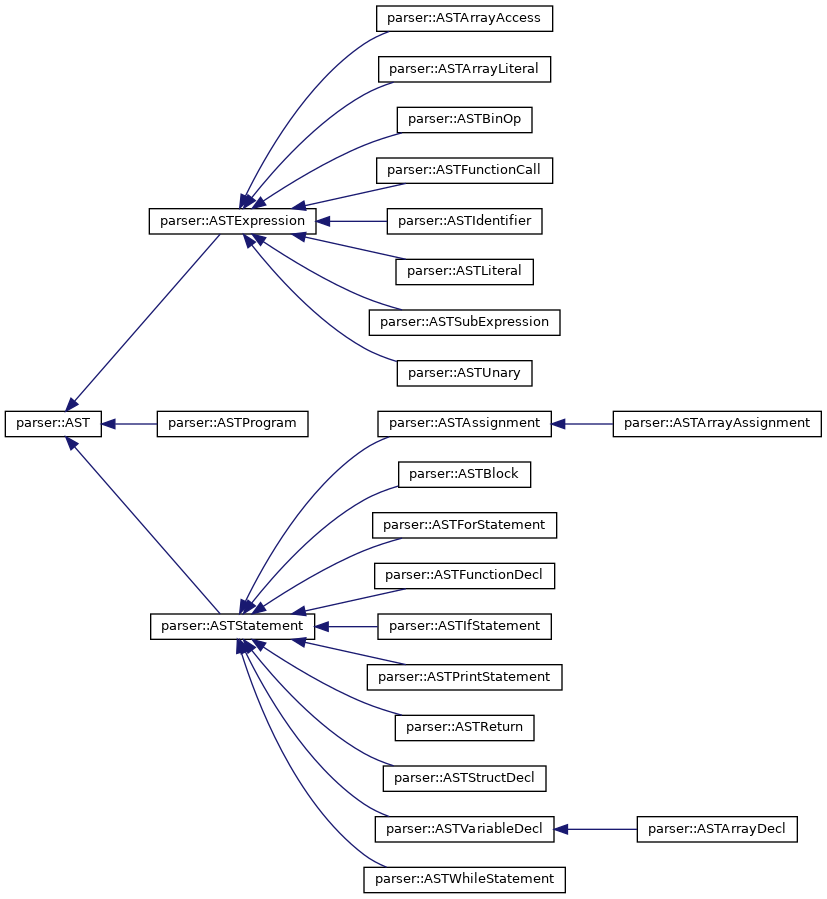 parser::ASTArrayAccess
parser::ASTArrayLiteral
parser::ASTBinOp
parser::ASTFunctionCall
parser::ASTExpression
parser::ASTIdentifier
parser::ASTLiteral
parser::ASTSubExpression
parser::ASTUnary
parser::AST
parser::ASTProgram
parser::ASTAssignment
parser::ASTArrayAssignment
parser::ASTBlock
parser::ASTForStatement
parser::ASTFunctionDecl
parser::ASTStatement
parser::ASTIfStatement
parser::ASTPrintStatement
parser::ASTReturn
parser::ASTStructDecl
parser::ASTVariableDecl
parser::ASTArrayDecl
parser::ASTWhileStatement